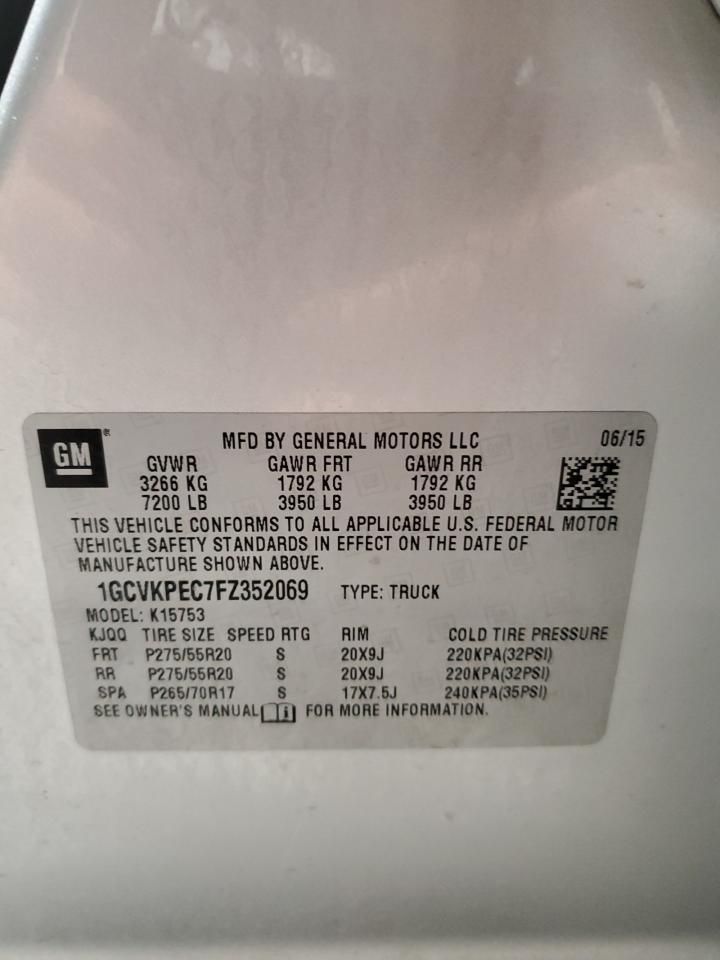 GM
MFD BY GENERAL MOTORS LLC 06/15
GVWR GAWR FRT GAWR RR
3266 KG 1792 KG 1792 KG
7200 LB 3950 LB 3950 LB
THIS VEHICLE CONFORMS TO ALL APPLICABLE U.S. FEDERAL MOTOR
VEHICLE SAFETY STANDARDS IN EFFECT ON THE DATE OF
MANUFACTURE SHOWN ABOVE.
1GCVKPEC7FZ352069 TYPE: TRUCK
MODEL: K15753
KJQQ TIRE SIZE SPEED RTG RIM COLD TIRE PRESSURE
FRT P275/55R20 S 20X9J 220KPA(32PSI)
RR P275/55R20 S 20X9J 220KPA(32PSI)
SPA P265/70R17 S 17X7.5J 240KPA(35PSI)
SEE OWNER'S MANUAL FOR MORE INFORMATION.